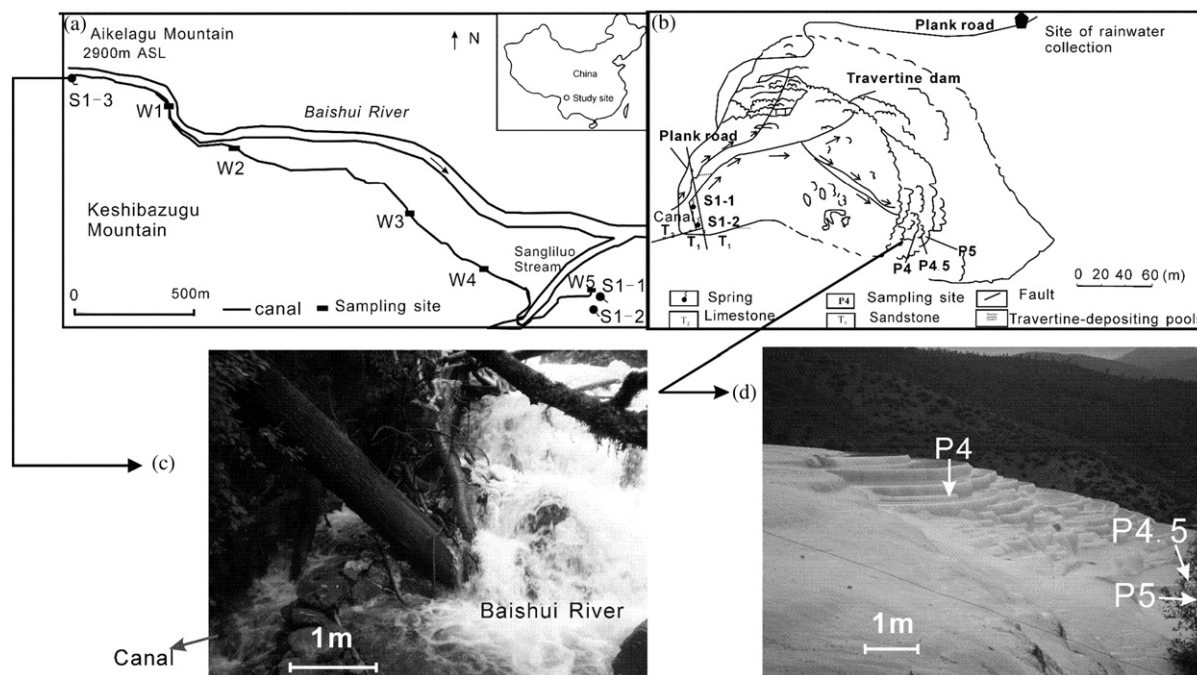 (a)
Aikelagu Mountain
2900m ASL
N
S1-3
W1
Baishui River
W2
Keshibazugu
Mountain
W3
W4
Sangliluo
Stream
W5
S1-1
S1-2
0
500m
canal
Sampling site
China
Study site
(b)
Plank road
Site of rainwater
collection
Travertine dam
Plank road
S1-1
Canal
S1-2
T₁
T₁
P4
P4.5
P5
0 20 40 60 (m)
Spring
P4
Sampling site
Fault
Limestone
T₁
Sandstone
Travertine-depositing pools
(c)
Baishui River
1m
Canal
(d)
P4
P4.5
P5
1m